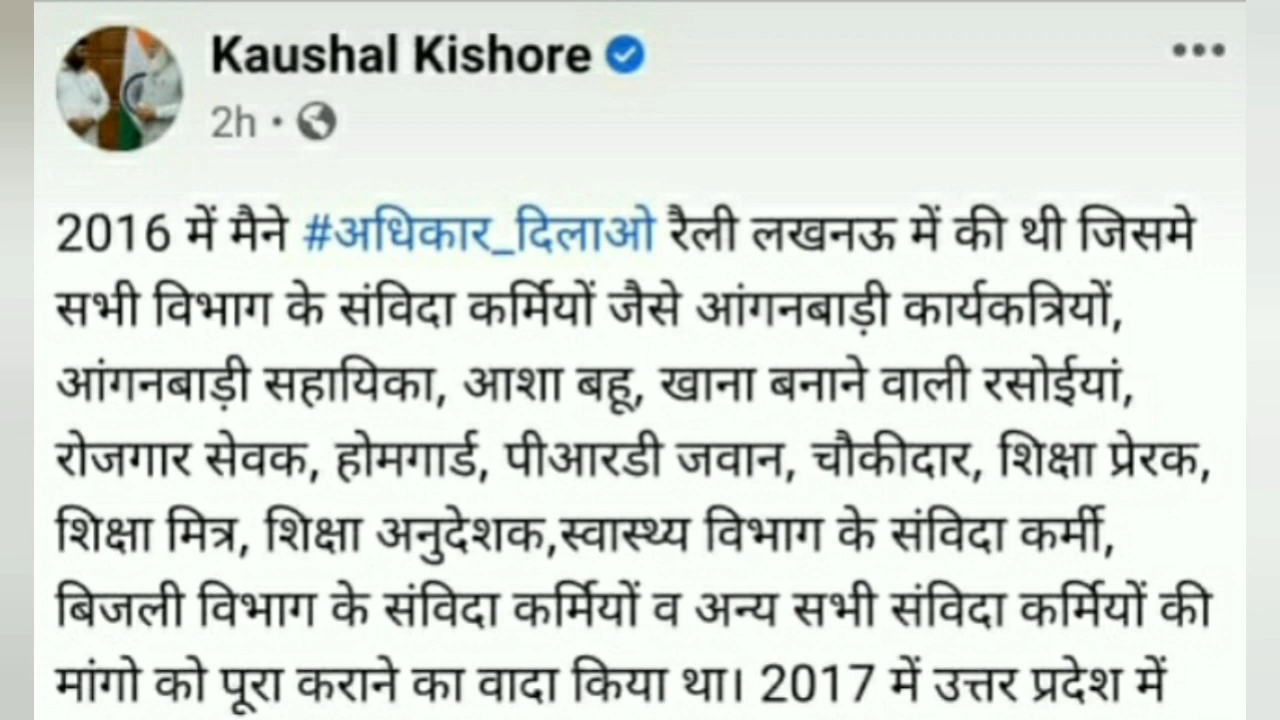 Kaushal Kishore
2h ·
2016 में मैने #अधिकार_दिलाओ रैली लखनऊ में की थी जिसमे
सभी विभाग के संविदा कर्मियों जैसे आंगनबाड़ी कार्यकत्रियों,
आंगनबाड़ी सहायिका, आशा बहू, खाना बनाने वाली रसोईयां,
रोजगार सेवक, होमगार्ड, पीआरडी जवान, चौकीदार, शिक्षा प्रेरक,
शिक्षा मित्र, शिक्षा अनुदेशक,स्वास्थ्य विभाग के संविदा कर्मी,
बिजली विभाग के संविदा कर्मियों व अन्य सभी संविदा कर्मियों की
मांगो को पूरा कराने का वादा किया था। 2017 में उत्तर प्रदेश में